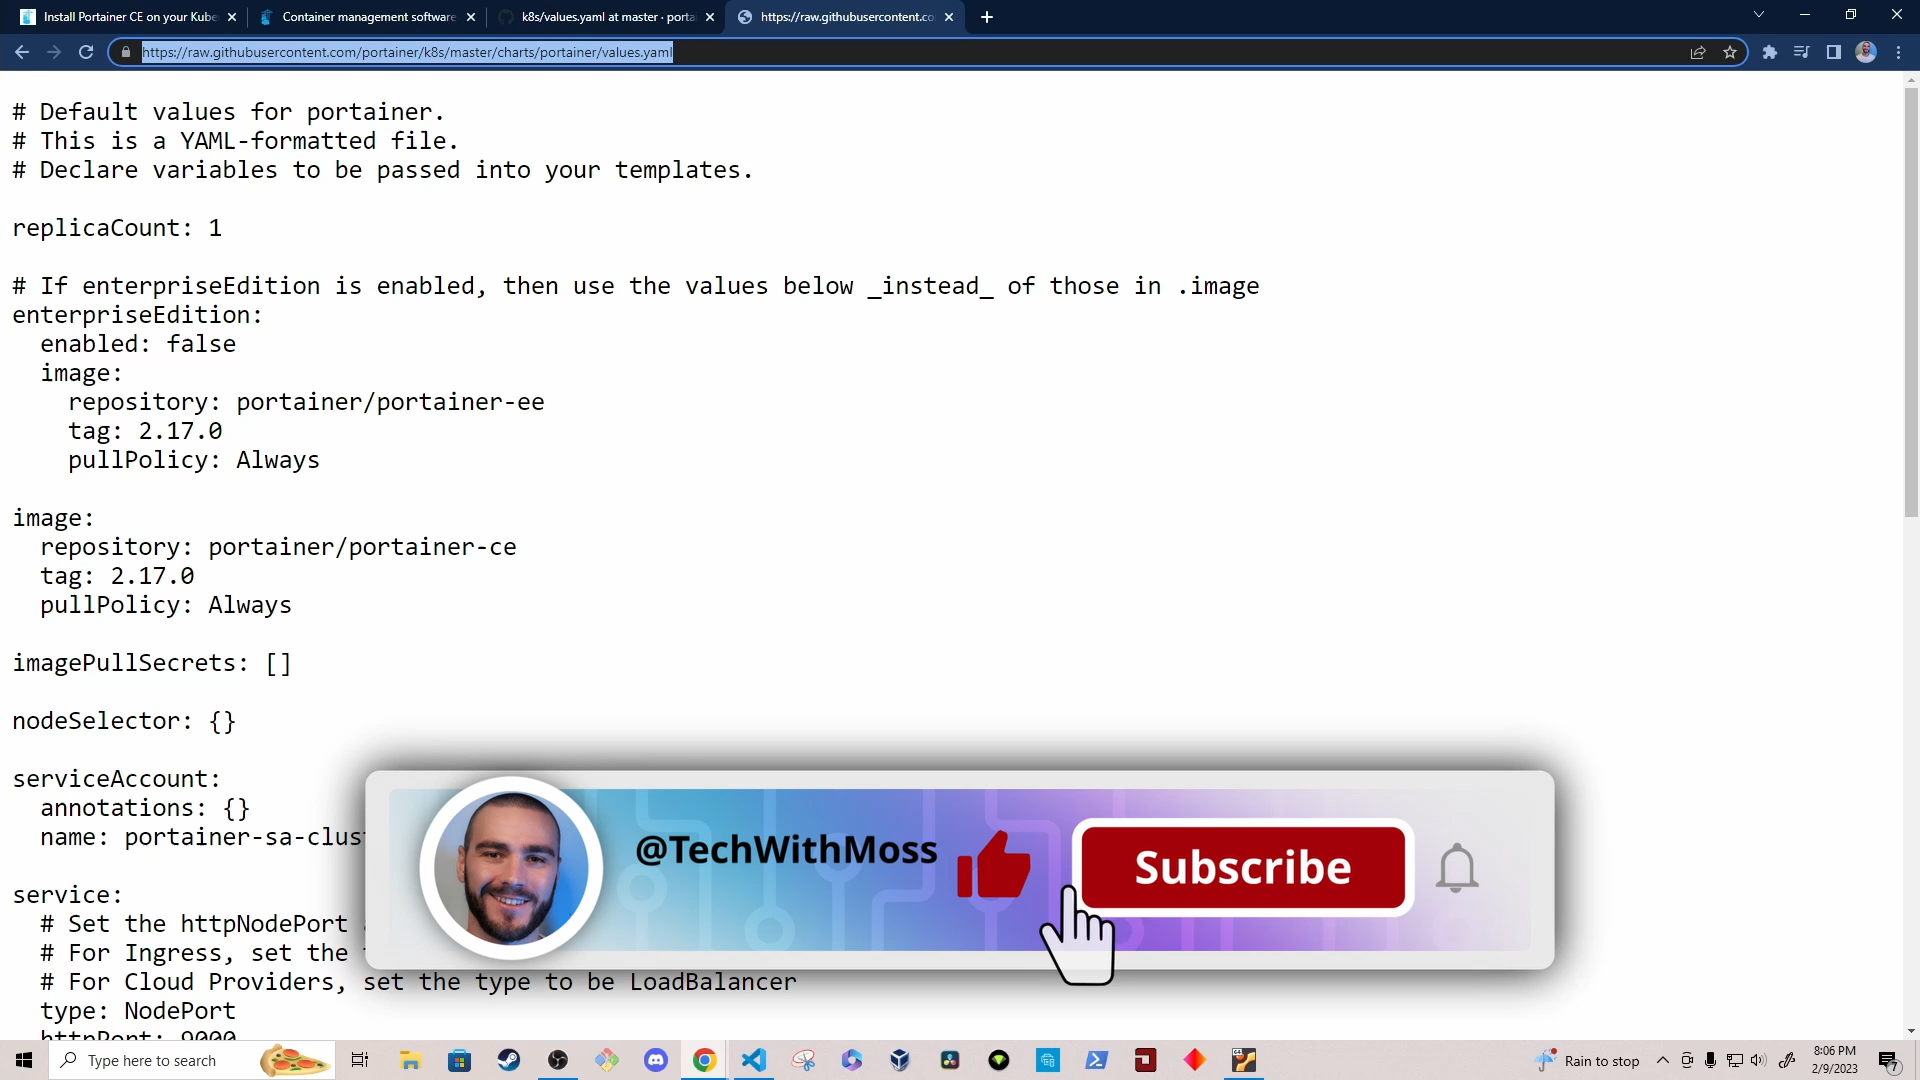 Install Portainer CE on your Kube
Container management software
k8s/values.yaml at master · porta
https://raw.githubusercontent.co
https://raw.githubusercontent.com/portainer/k8s/master/charts/portainer/values.yaml
# Default values for portainer.
# This is a YAML-formatted file.
# Declare variables to be passed into your templates.
replicaCount: 1
# If enterpriseEdition is enabled, then use the values below _instead_ of those in .image
enterpriseEdition:
  enabled: false
  image:
    repository: portainer/portainer-ee
    tag: 2.17.0
    pullPolicy: Always
image:
  repository: portainer/portainer-ce
  tag: 2.17.0
  pullPolicy: Always
imagePullSecrets: []
nodeSelector: {}
serviceAccount:
  annotations: {}
  name: portainer-sa-clus
@TechWithMoss
Subscribe
service:
  # Set the httpNodePort
  # For Ingress, set the
  # For Cloud Providers, set the type to be LoadBalancer
  type: NodePort
  httpPort: 9000
Type here to search
Rain to stop
8:06 PM
2/9/2023
7